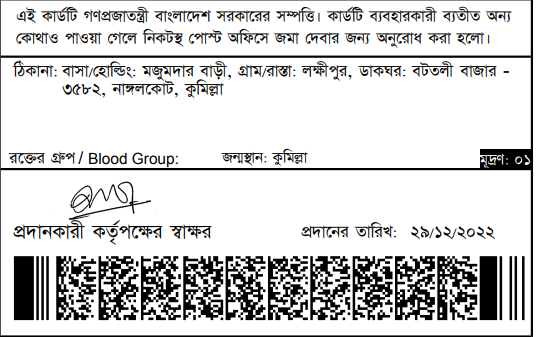 এই কার্ডটি গণপ্রজাতন্ত্রী বাংলাদেশ সরকারের সম্পত্তি। কার্ডটি ব্যবহারকারী ব্যতীত অন্য
কোথাও পাওয়া গেলে নিকটস্থ পোস্ট অফিসে জমা দেবার জন্য অনুরোধ করা হলো।
ঠিকানা: বাসা/হোল্ডিং: মজুমদার বাড়ী, গ্রাম/রাস্তা: লক্ষীপুর, ডাকঘর: বটতলী বাজার -
৩৫৮২, নাঙ্গলকোট, কুমিল্লা
রক্তের গ্রুপ / Blood Group: জন্মস্থান: কুমিল্লা মূদ্রণ: ০১
প্রদানকারী কর্তৃপক্ষের স্বাক্ষর প্রদানের তারিখ: ২৯/১২/২০২২